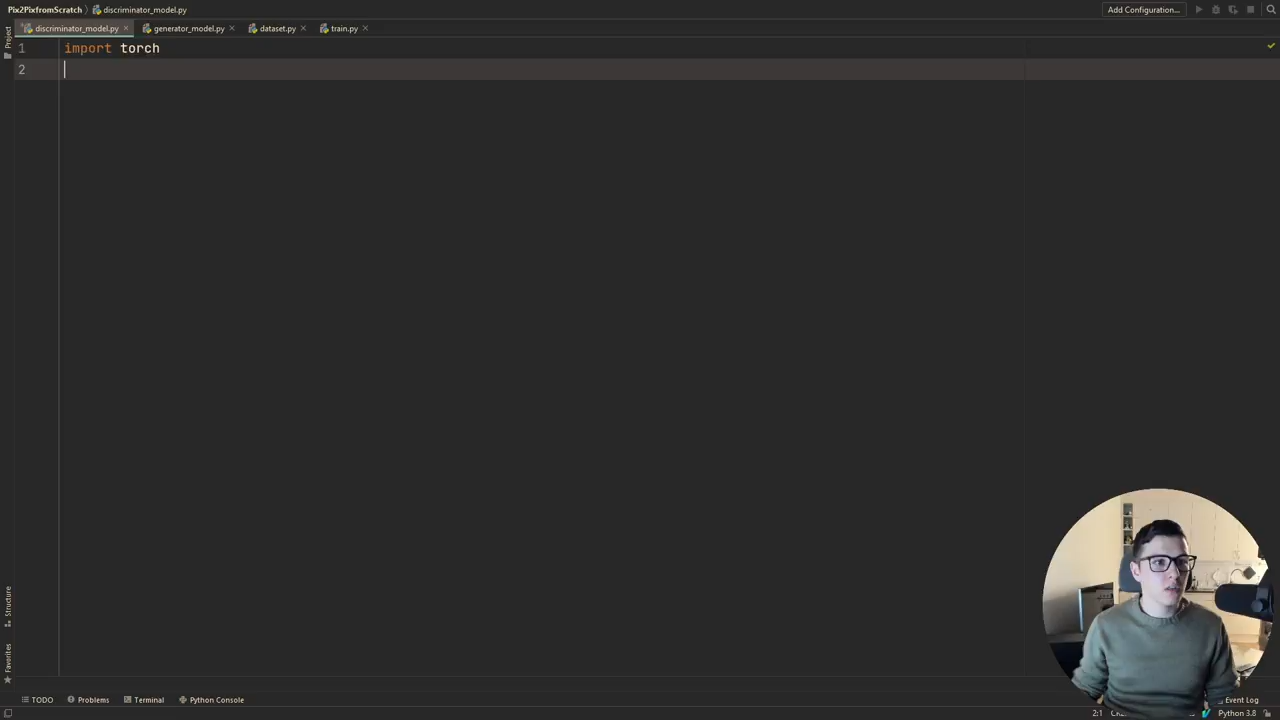 Pix2PixfromScratch discriminator_model.py Add Configuration...
Project
discriminator_model.py generator_model.py dataset.py train.py
1 import torch
2
Structure
Favorites
TODO Problems Terminal Python Console Event Log
2:1 Python 3.8